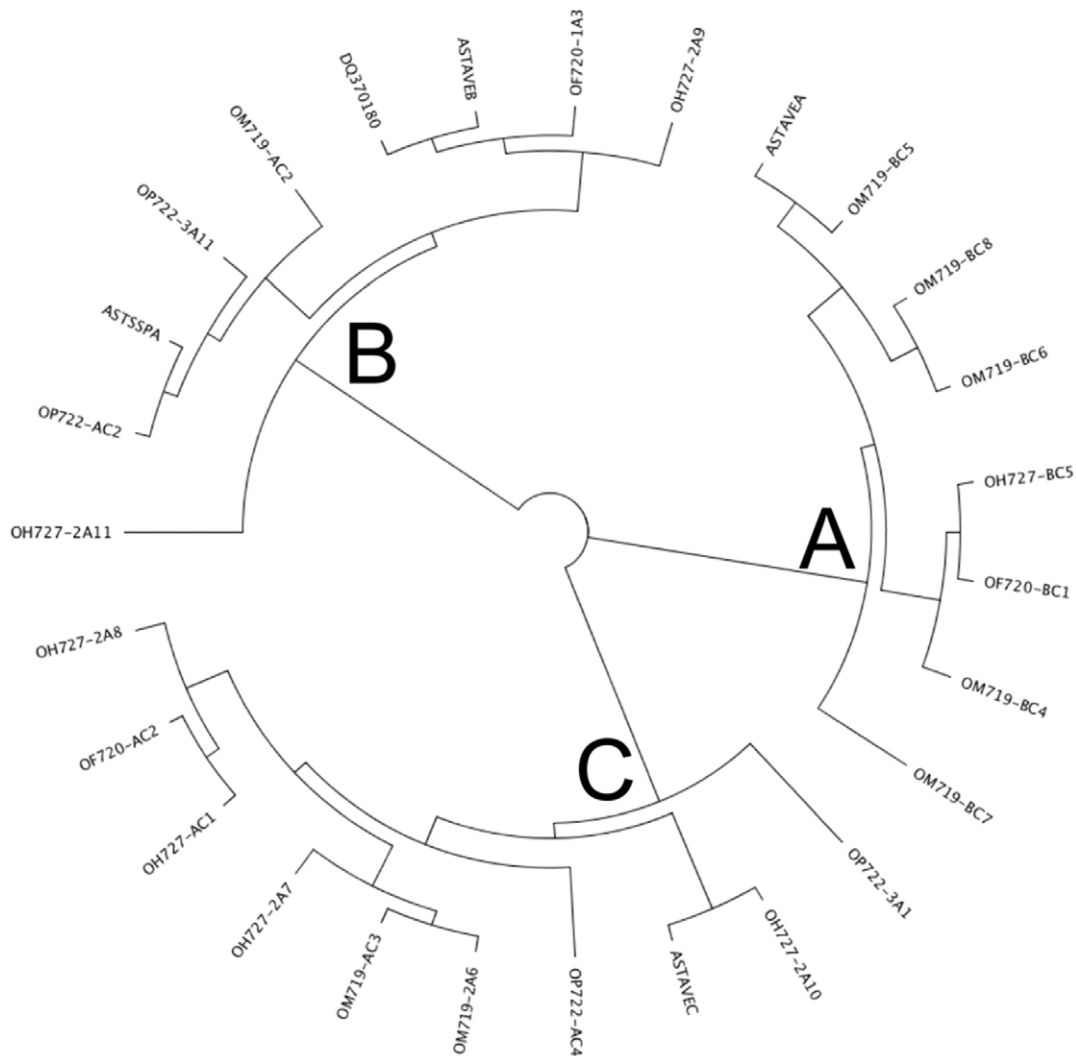 DQ370180
ASTAVEB
OF720-1A3
OH727-2A9
ASTAVEA
OM719-BC5
OM719-BC8
OM719-BC6
OH727-BC5
OF720-BC1
OM719-BC4
OM719-BC7
OP722-3A1
OH727-2A10
ASTAVEC
OP722-AC4
OM719-2A6
OM719-AC3
OH727-2A7
OH727-AC1
OF720-AC2
OH727-2A8
OH727-2A11
OP722-AC2
ASTSSPA
OP722-3A11
OM719-AC2
B
A
C